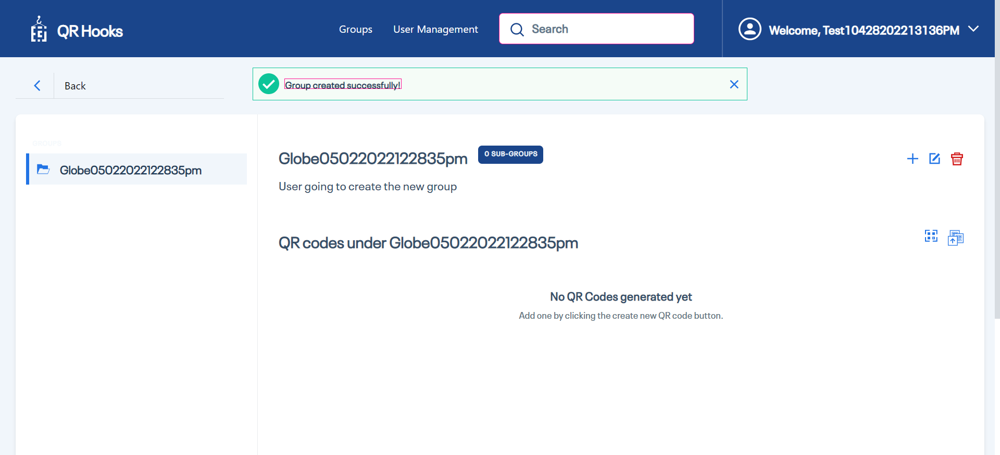 QR Hooks
Groups
User Management
Search
Welcome, Test10428202213136PM
Back
Group created successfully!
GROUPS
Globe05022022122835pm
Globe05022022122835pm
0 SUB-GROUPS
User going to create the new group
QR codes under Globe05022022122835pm
No QR Codes generated yet
Add one by clicking the create new QR code button.